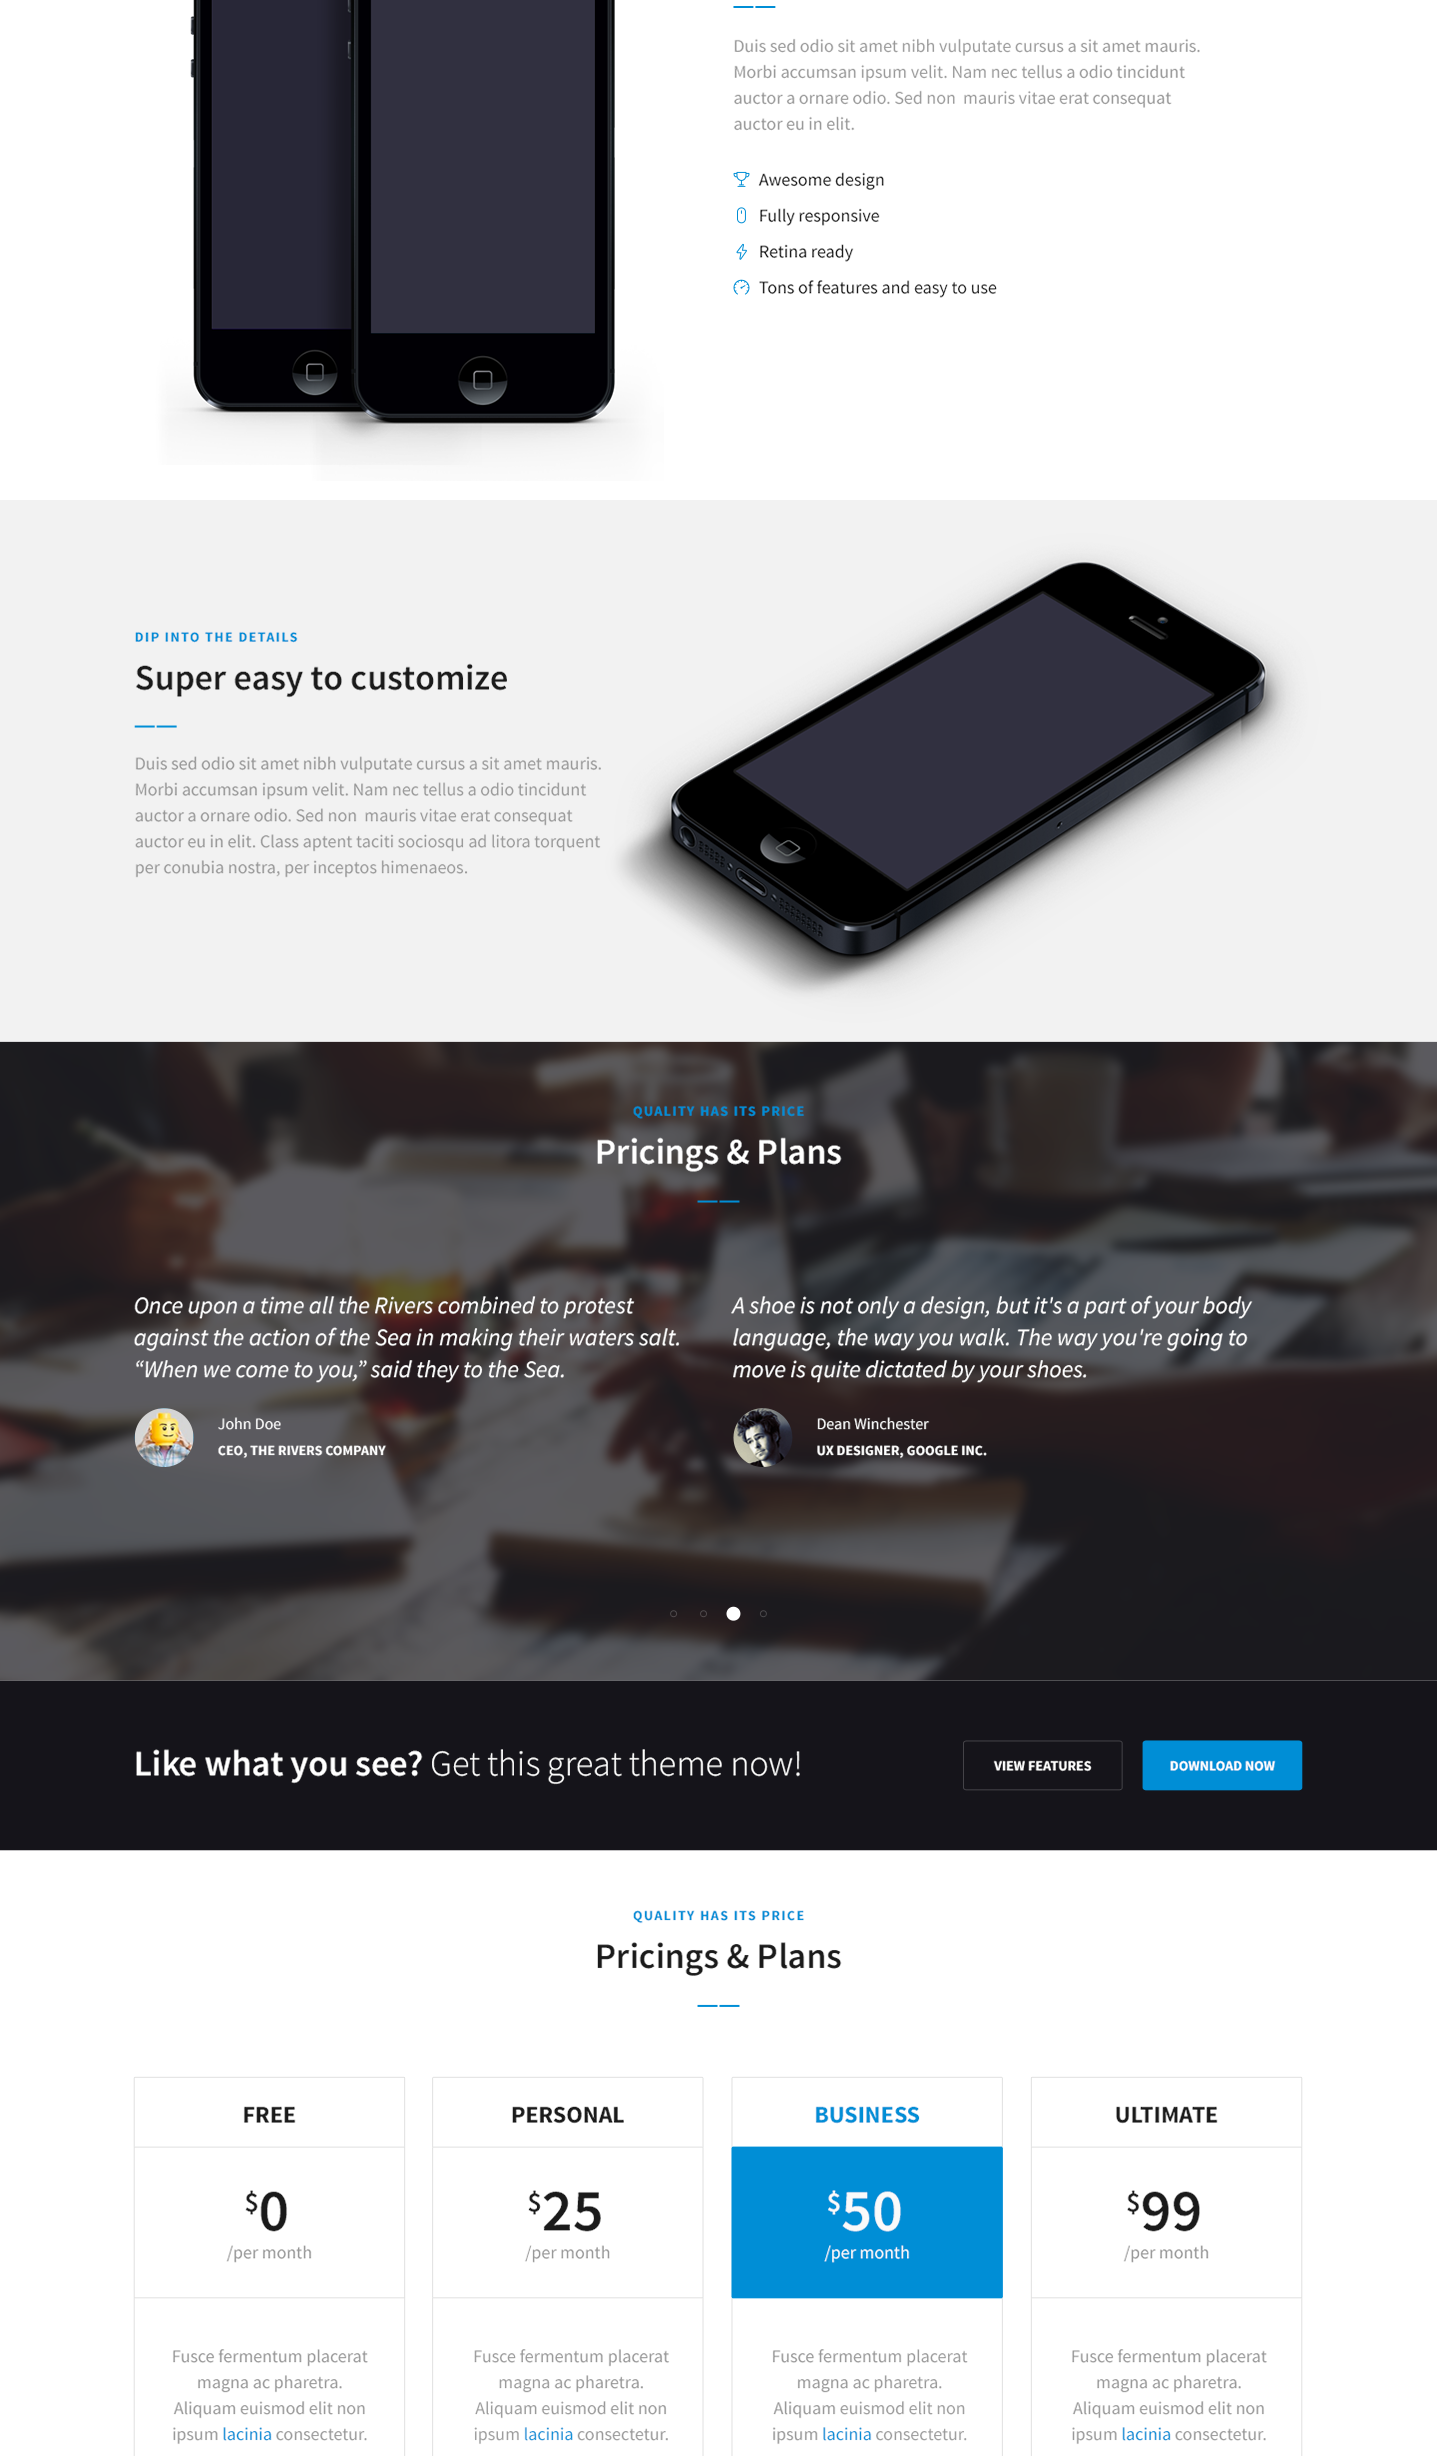 Duis sed odio sit amet nibh vulputate cursus a sit amet mauris.
Morbi accumsan ipsum velit. Nam nec tellus a odio tincidunt
auctor a ornare odio. Sed non  mauris vitae erat consequat
auctor eu in elit.
Awesome design
Fully responsive
Retina ready
Tons of features and easy to use
DIP INTO THE DETAILS
Super easy to customize
Duis sed odio sit amet nibh vulputate cursus a sit amet mauris.
Morbi accumsan ipsum velit. Nam nec tellus a odio tincidunt
auctor a ornare odio. Sed non  mauris vitae erat consequat
auctor eu in elit. Class aptent taciti sociosqu ad litora torquent
per conubia nostra, per inceptos himenaeos.
QUALITY HAS ITS PRICE
Pricings & Plans
Once upon a time all the Rivers combined to protest
against the action of the Sea in making their waters salt.
“When we come to you,” said they to the Sea.
John Doe
CEO, THE RIVERS COMPANY
A shoe is not only a design, but it's a part of your body
language, the way you walk. The way you're going to
move is quite dictated by your shoes.
Dean Winchester
UX DESIGNER, GOOGLE INC.
Like what you see? Get this great theme now!
VIEW FEATURES
DOWNLOAD NOW
QUALITY HAS ITS PRICE
Pricings & Plans
FREE
$0
/per month
Fusce fermentum placerat
magna ac pharetra.
Aliquam euismod elit non
ipsum lacinia consectetur.
PERSONAL
$25
/per month
Fusce fermentum placerat
magna ac pharetra.
Aliquam euismod elit non
ipsum lacinia consectetur.
BUSINESS
$50
/per month
Fusce fermentum placerat
magna ac pharetra.
Aliquam euismod elit non
ipsum lacinia consectetur.
ULTIMATE
$99
/per month
Fusce fermentum placerat
magna ac pharetra.
Aliquam euismod elit non
ipsum lacinia consectetur.